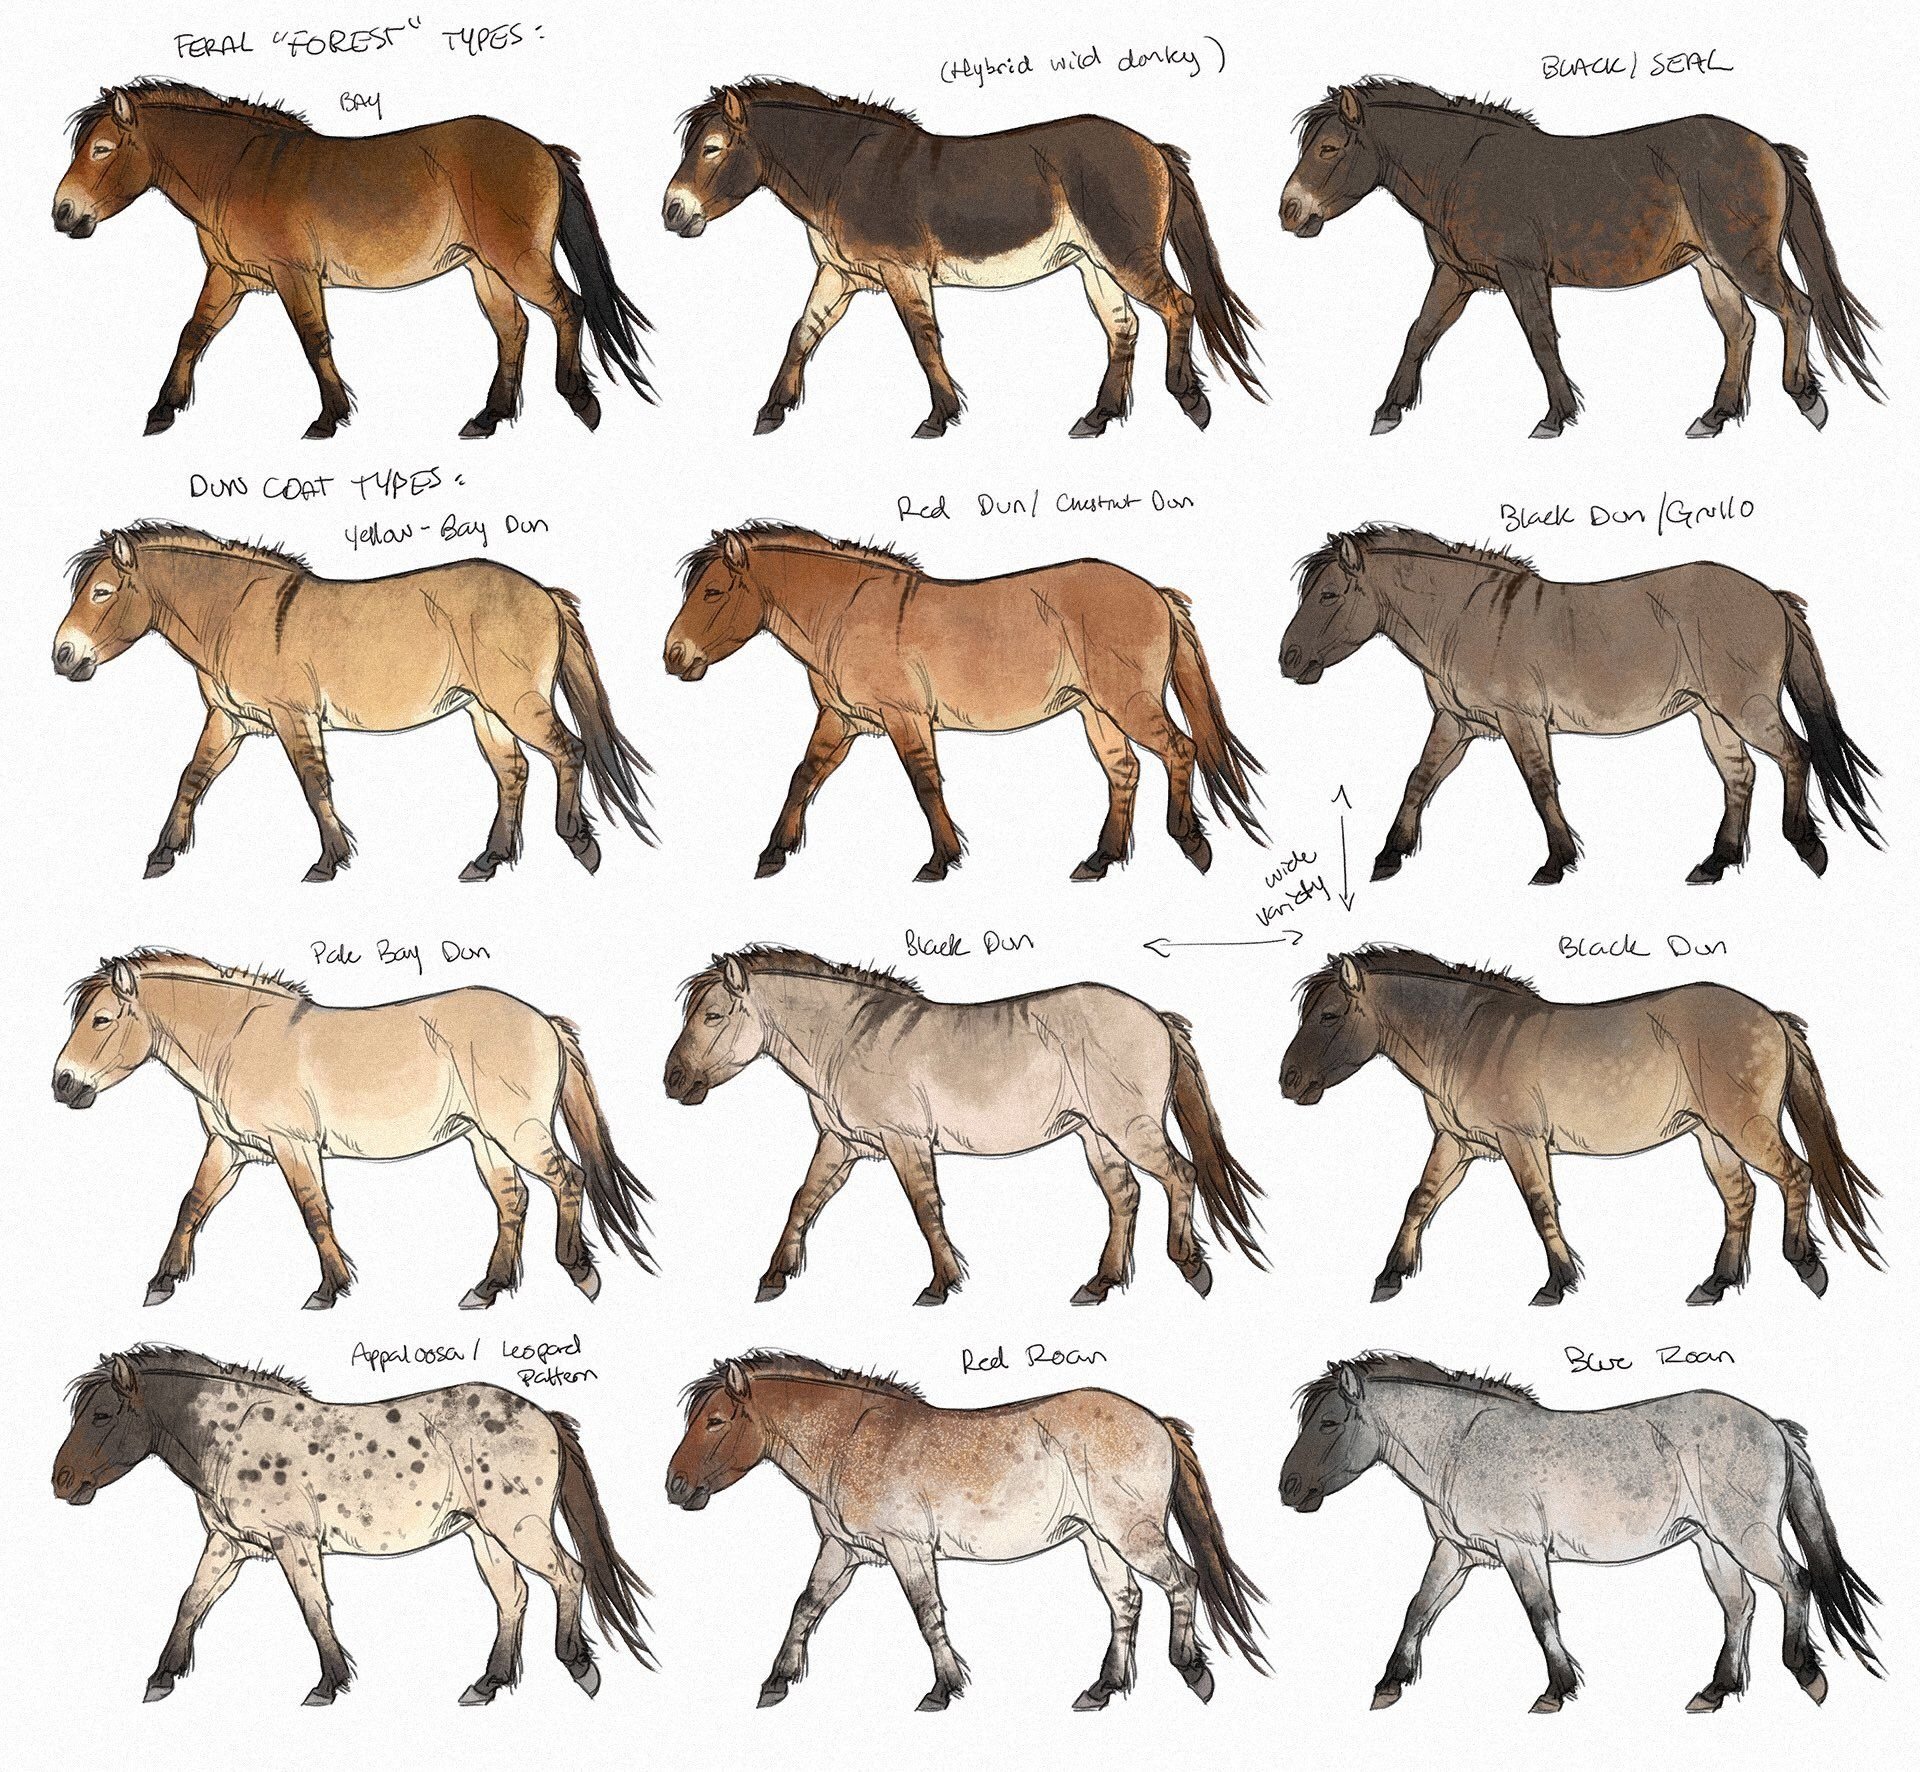 FERAL "FOREST" TYPES:
BAY
(Hybrid wild donky)
BLACK/SEAL
DUN COAT TYPES:
Yellow-Bay Dun
Red Dun/Chestnut Dun
Black Dun/Grullo
wide
variety
Pale Bay Dun
Black Dun
Black Dun
Appaloosa/Leopard
Pattern
Red Roan
Blue Roan